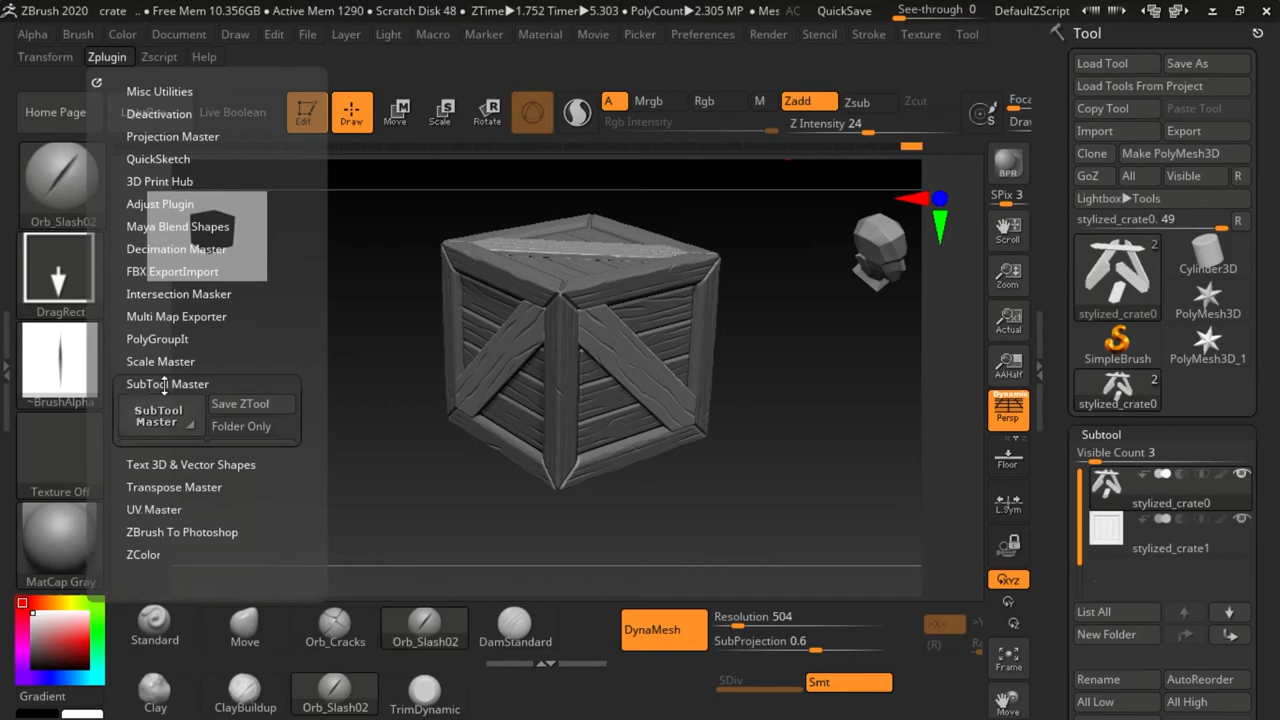 ZBrush 2020 crate .. • Free Mem 10.356GB • Active Mem 1290 • Scratch Disk 48 • ZTime▶1.752 Timer▶5.303 • PolyCount▶2.305 MP • Mes AC QuickSave See-through 0 DefaultZScript
Alpha Brush Color Document Draw Edit File Layer Light Macro Marker Material Movie Picker Preferences Render Stencil Stroke Texture Tool
Transform Zplugin Zscript Help
Home Page
Live Boolean
Edit Draw Move Scale Rotate
A Mrgb Rgb M Zadd Zsub Zcut
Rgb Intensity Z Intensity 24
S
Misc Utilities
Deactivation
Projection Master
QuickSketch
3D Print Hub
Adjust Plugin
Maya Blend Shapes
Decimation Master
FBX ExportImport
Intersection Masker
Multi Map Exporter
PolyGroupIt
Scale Master
SubTool Master
SubTool Master
Save ZTool
Folder Only
Text 3D & Vector Shapes
Transpose Master
UV Master
ZBrush To Photoshop
ZColor
Orb_Slash02
DragRect
~BrushAlpha
Texture Off
MatCap Gray
Gradient
Standard Move Orb_Cracks Orb_Slash02 DamStandard
Clay ClayBuildup Orb_Slash02 TrimDynamic
DynaMesh
Resolution 504
SubProjection 0.6
SDiv Smt
>X<
(R)
BPR
SPix 3
Scroll
Zoom
Actual
AAHalf
Dynamic
Persp
Floor
L.Sym
XYZ
Frame
Move
Tool
Load Tool Save As
Load Tools From Project
Copy Tool Paste Tool
Import Export
Clone Make PolyMesh3D
GoZ All Visible R
Lightbox▶Tools
stylized_crate0. 49 R
2
stylized_crate0
Cylinder3D
PolyMesh3D
SimpleBrush PolyMesh3D_1
2
stylized_crate0
Subtool
Visible Count 3
stylized_crate0
stylized_crate1
List All
New Folder
Rename AutoReorder
All Low All High